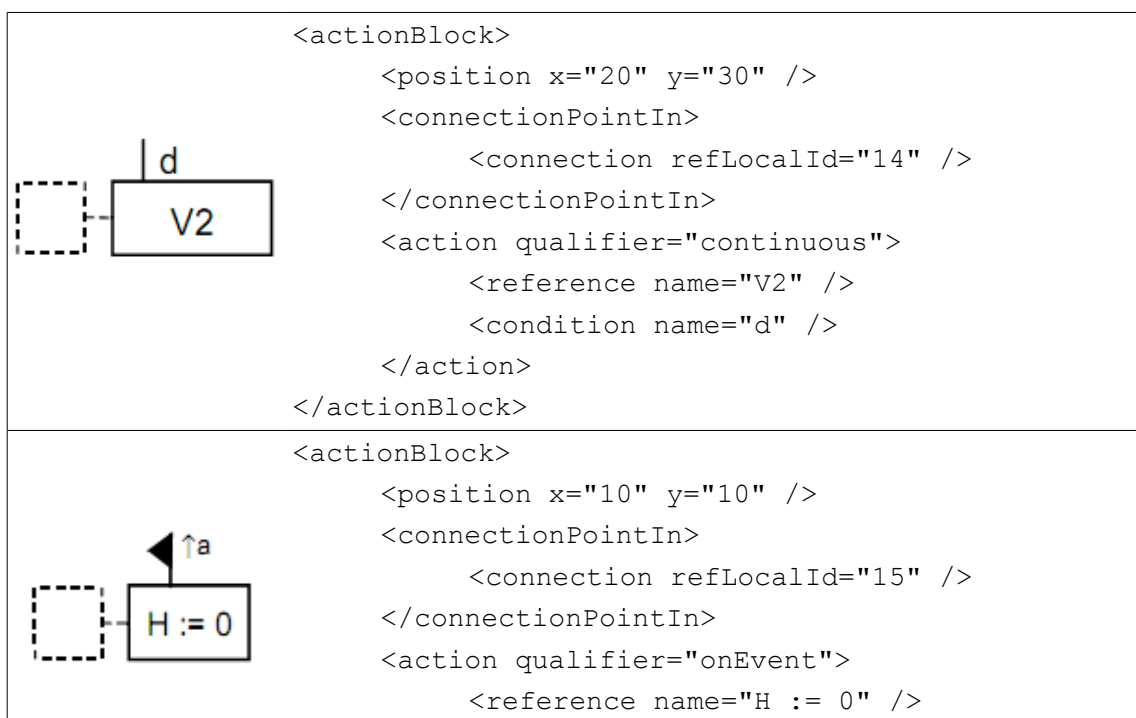 <actionBlock>
<position x="20" y="30" />
<connectionPointIn>
<connection refLocalId="14" />
</connectionPointIn>
<action qualifier="continuous">
<reference name="V2" />
<condition name="d" />
</action>
</actionBlock>
d
V2
<actionBlock>
<position x="10" y="10" />
<connectionPointIn>
<connection refLocalId="15" />
</connectionPointIn>
<action qualifier="onEvent">
<reference name="H := 0" />
↑a
H := 0